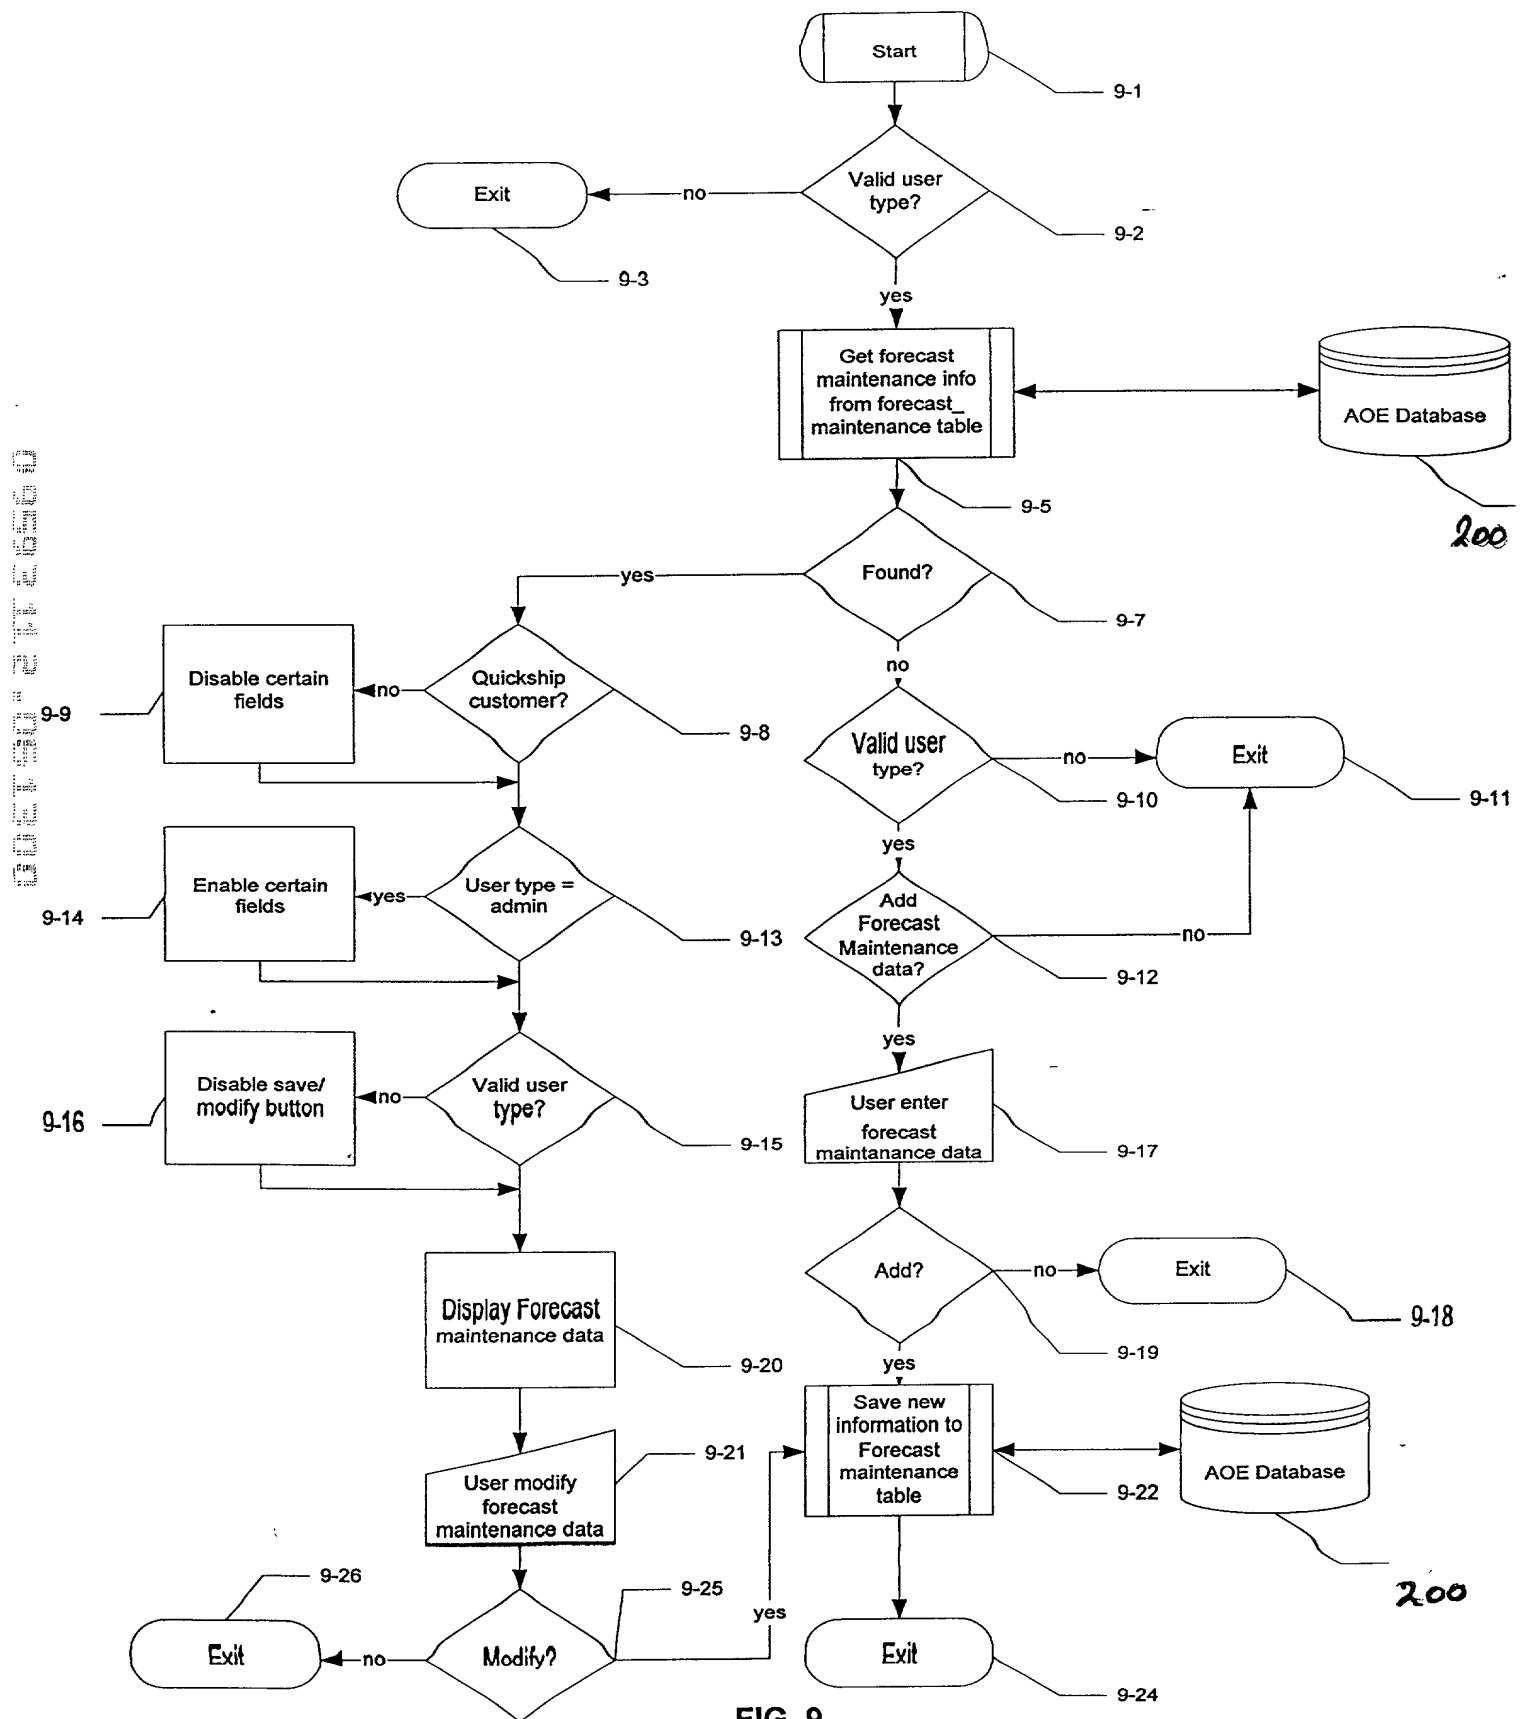 Start
9-1
Valid user
type?
no
Exit
9-2
9-3
yes
Get forecast
maintenance info
from forecast_
maintenance table
AOE Database
9-5
200
Found?
yes
9-7
no
Disable certain
fields
9-9
no
Quickship
customer?
9-8
Valid user
type?
no
Exit
9-10
9-11
yes
Enable certain
fields
9-14
yes
User type =
admin
9-13
Add
Forecast
Maintenance
data?
no
9-12
yes
Disable save/
modify button
9-16
no
Valid user
type?
9-15
User enter
forecast
maintanance data
9-17
Add?
no
Exit
9-18
9-19
yes
Display Forecast
maintenance data
9-20
Save new
information to
Forecast
maintenance
table
AOE Database
9-22
200
9-21
User modify
forecast
maintenance data
9-26
9-25
yes
Exit
no
Modify?
Exit
9-24
FIG. 9